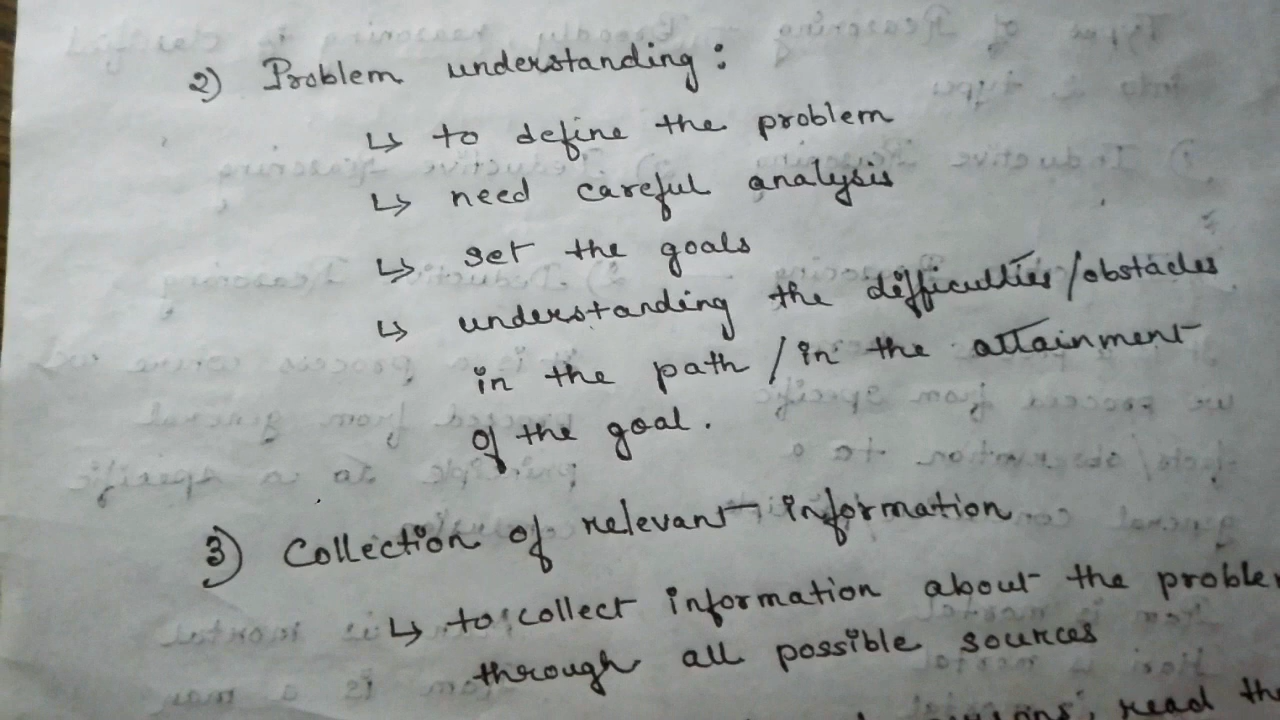 2) Problem understanding:
↳ to define the problem
↳ need careful analysis
↳ set the goals
↳ understanding the difficulties/obstacles
in the path / in the attainment
of the goal.
3) Collection of relevant information
↳ to collect information about the proble
through all possible sources
read the